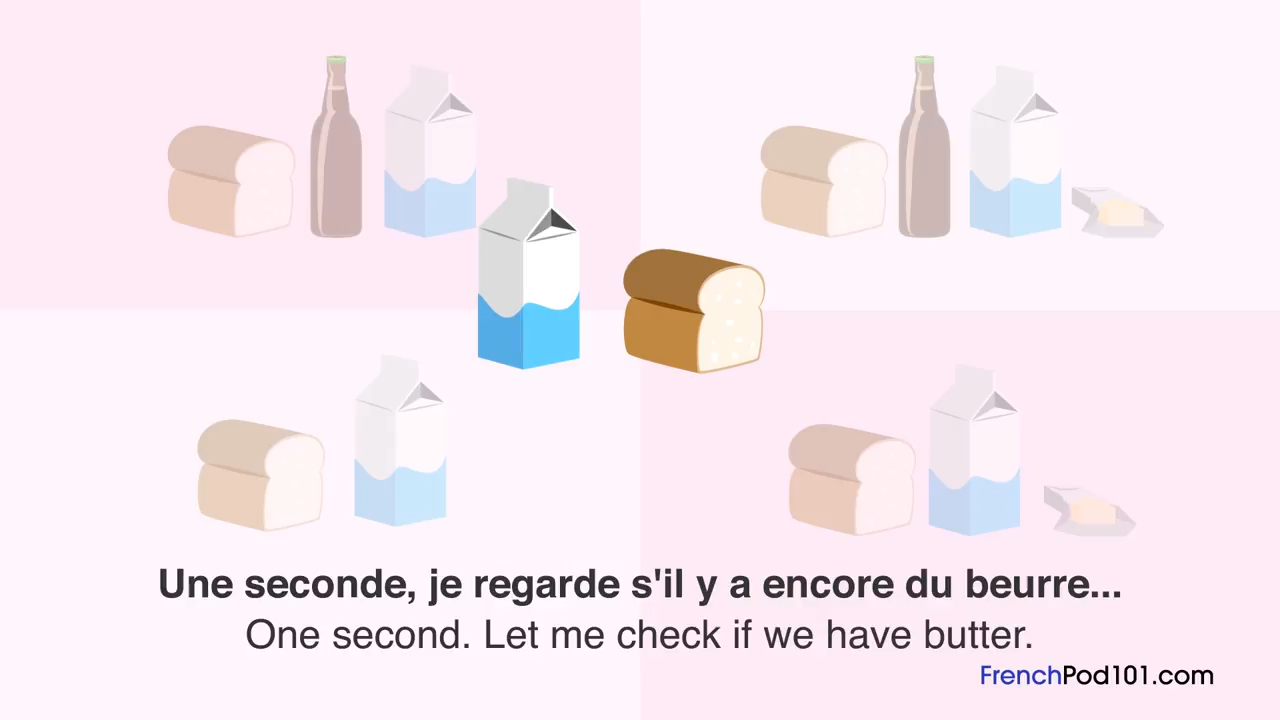 Une seconde, je regarde s'il y a encore du beurre...
One second. Let me check if we have butter.
FrenchPod101.com